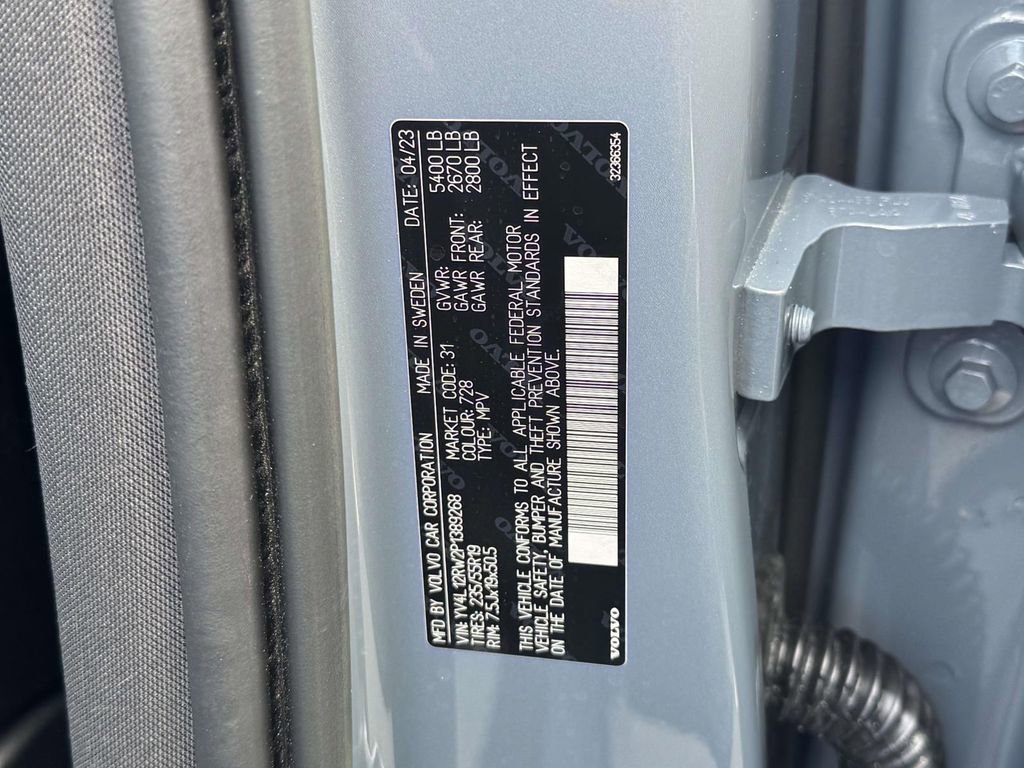 MFD BY VOLVO CAR CORPORATION MADE IN SWEDEN DATE: 04/23
VIN: YV4L12RW2P1389268 MARKET CODE: 31 GVWR: 5400 LB
TIRES: 235/55R19 COLOUR: 728 GAWR FRONT: 2670 LB
RIM: 7.5Jx19x50.5 TYPE: MPV GAWR REAR: 2800 LB
THIS VEHICLE CONFORMS TO ALL APPLICABLE FEDERAL MOTOR
VEHICLE SAFETY, BUMPER AND THEFT PREVENTION STANDARDS IN EFFECT
ON THE DATE OF MANUFACTURE SHOWN ABOVE.
VOLVO 32366354